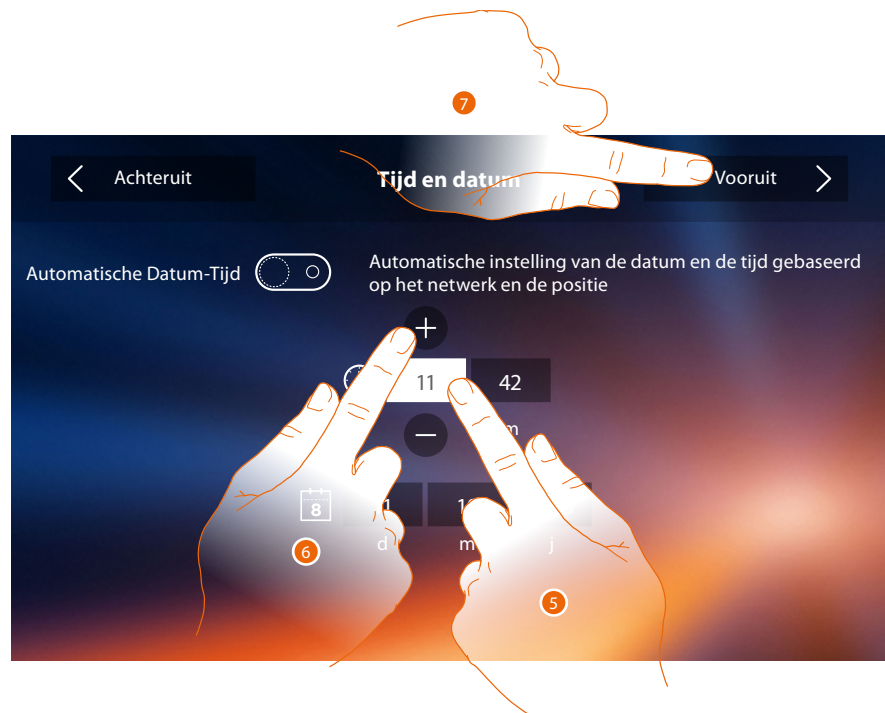 7
Achteruit
Tijd en datum
Vooruit
Automatische Datum-Tijd
Automatische instelling van de datum en de tijd gebaseerd
op het netwerk en de positie
+
11
42
−
m
8
d
m
j
6
5